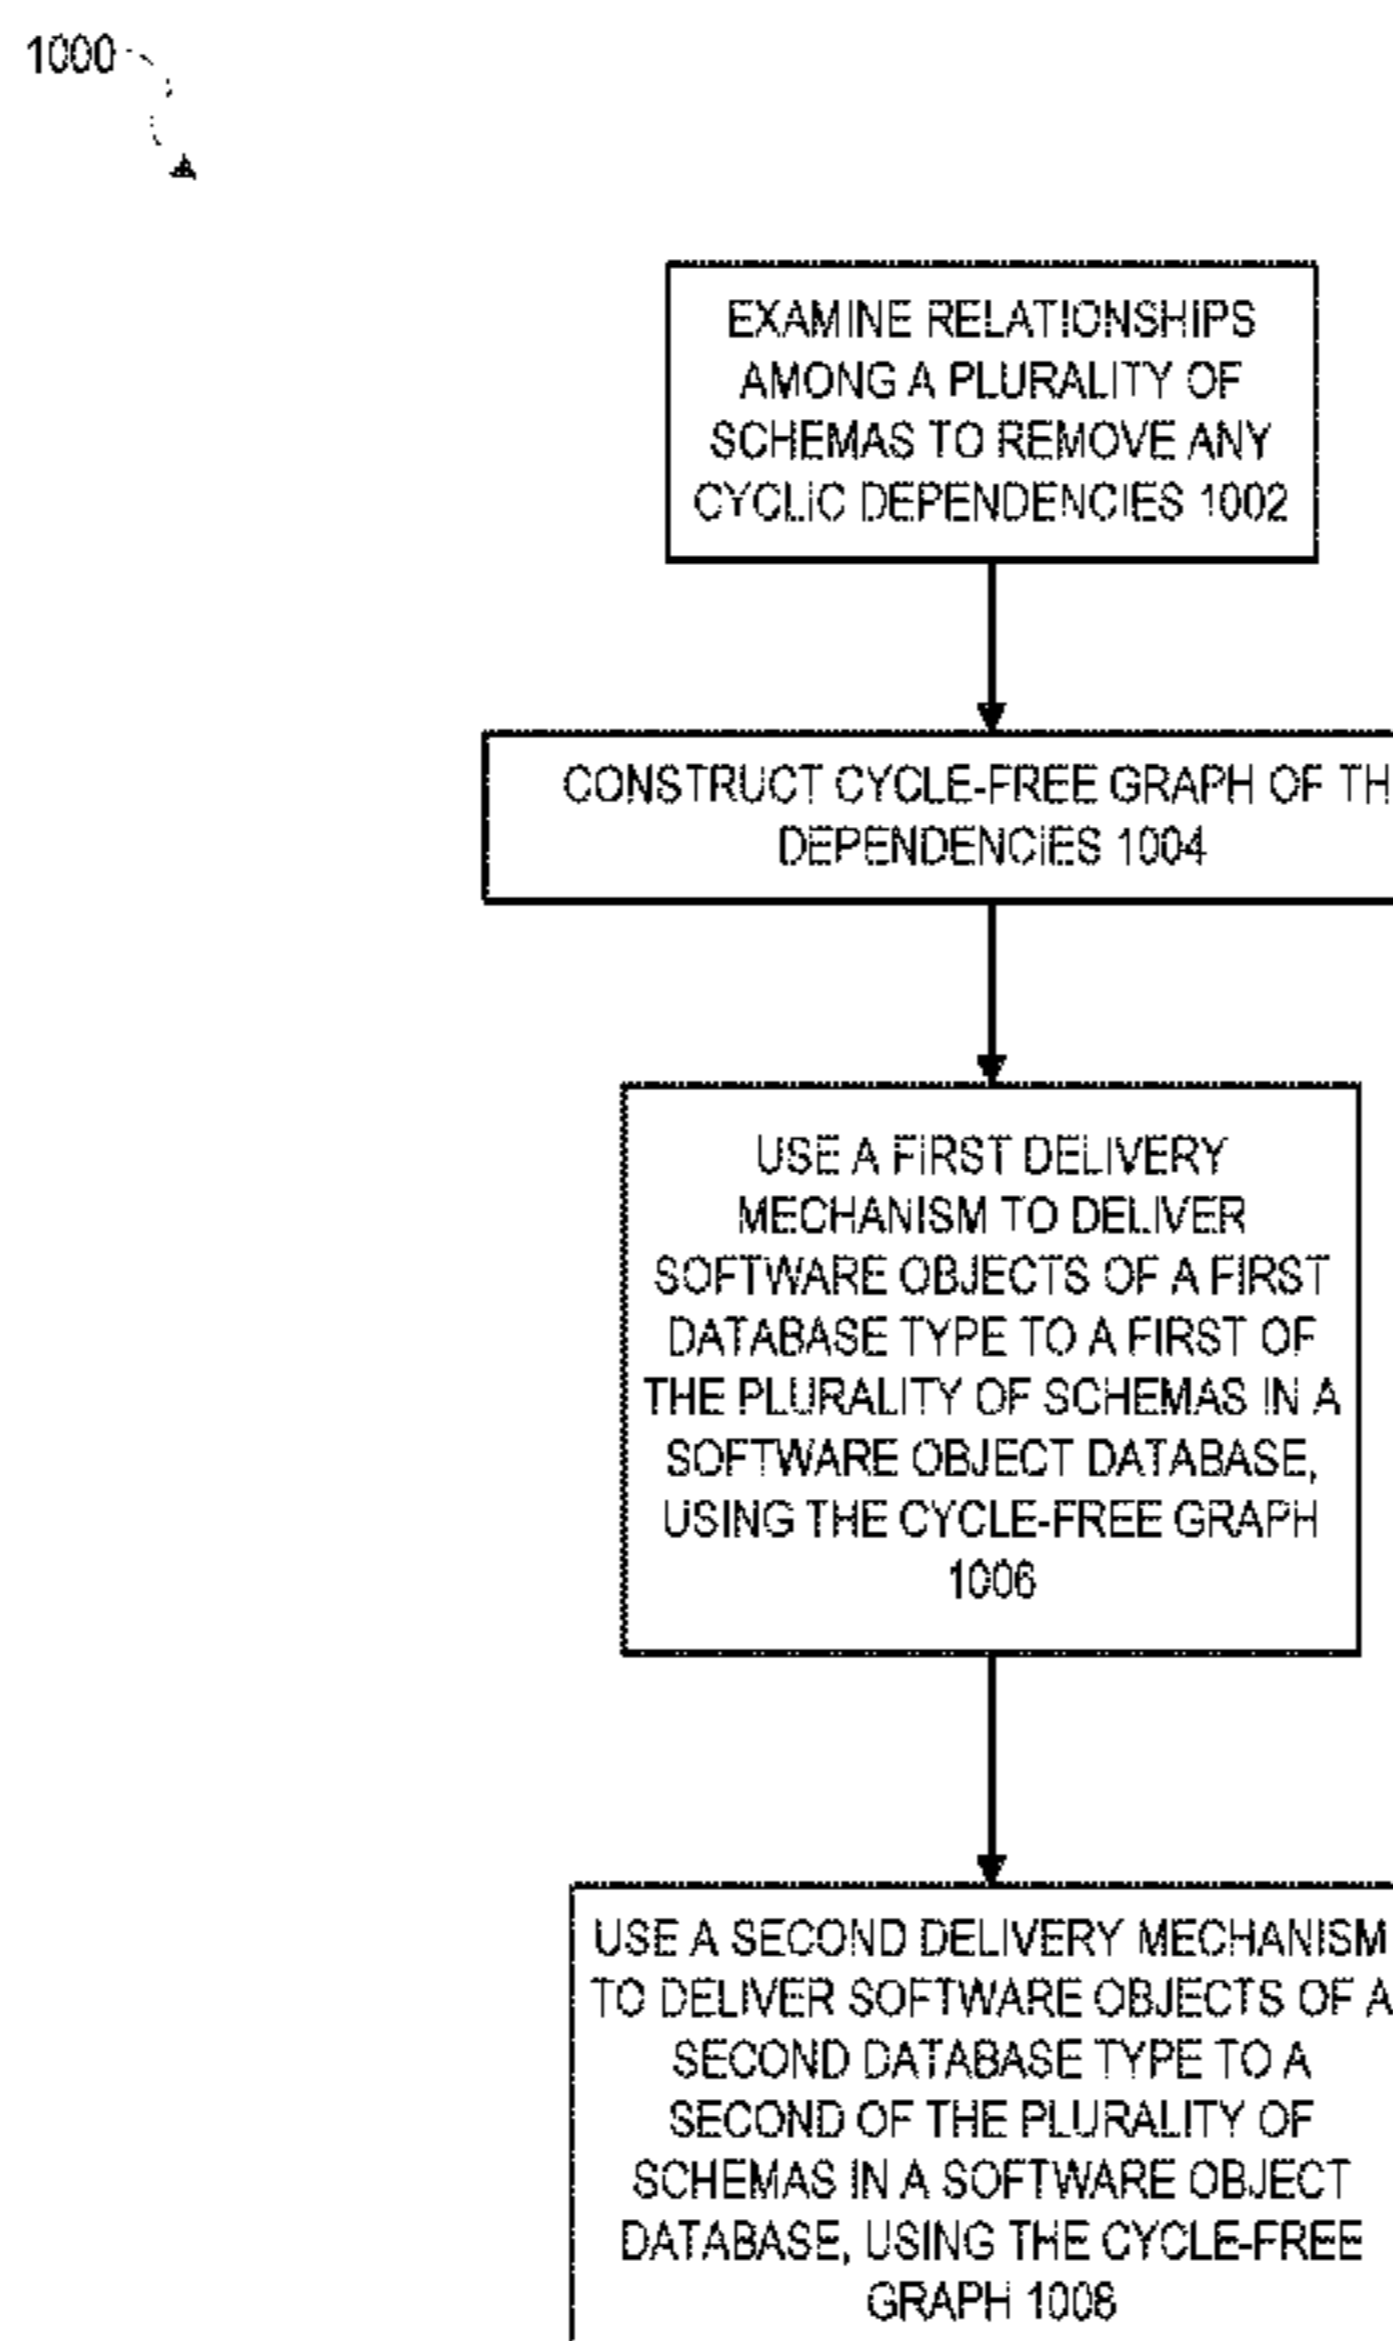 1000
EXAMINE RELATIONSHIPS
AMONG A PLURALITY OF
SCHEMAS TO REMOVE ANY
CYCLIC DEPENDENCIES 1002
CONSTRUCT CYCLE-FREE GRAPH OF TH
DEPENDENCIES 1004
USE A FIRST DELIVERY
MECHANISM TO DELIVER
SOFTWARE OBJECTS OF A FIRST
DATABASE TYPE TO A FIRST OF
THE PLURALITY OF SCHEMAS IN A
SOFTWARE OBJECT DATABASE,
USING THE CYCLE-FREE GRAPH
1006
USE A SECOND DELIVERY MECHANISM
TO DELIVER SOFTWARE OBJECTS OF A
SECOND DATABASE TYPE TO A
SECOND OF THE PLURALITY OF
SCHEMAS IN A SOFTWARE OBJECT
DATABASE, USING THE CYCLE-FREE
GRAPH 1008